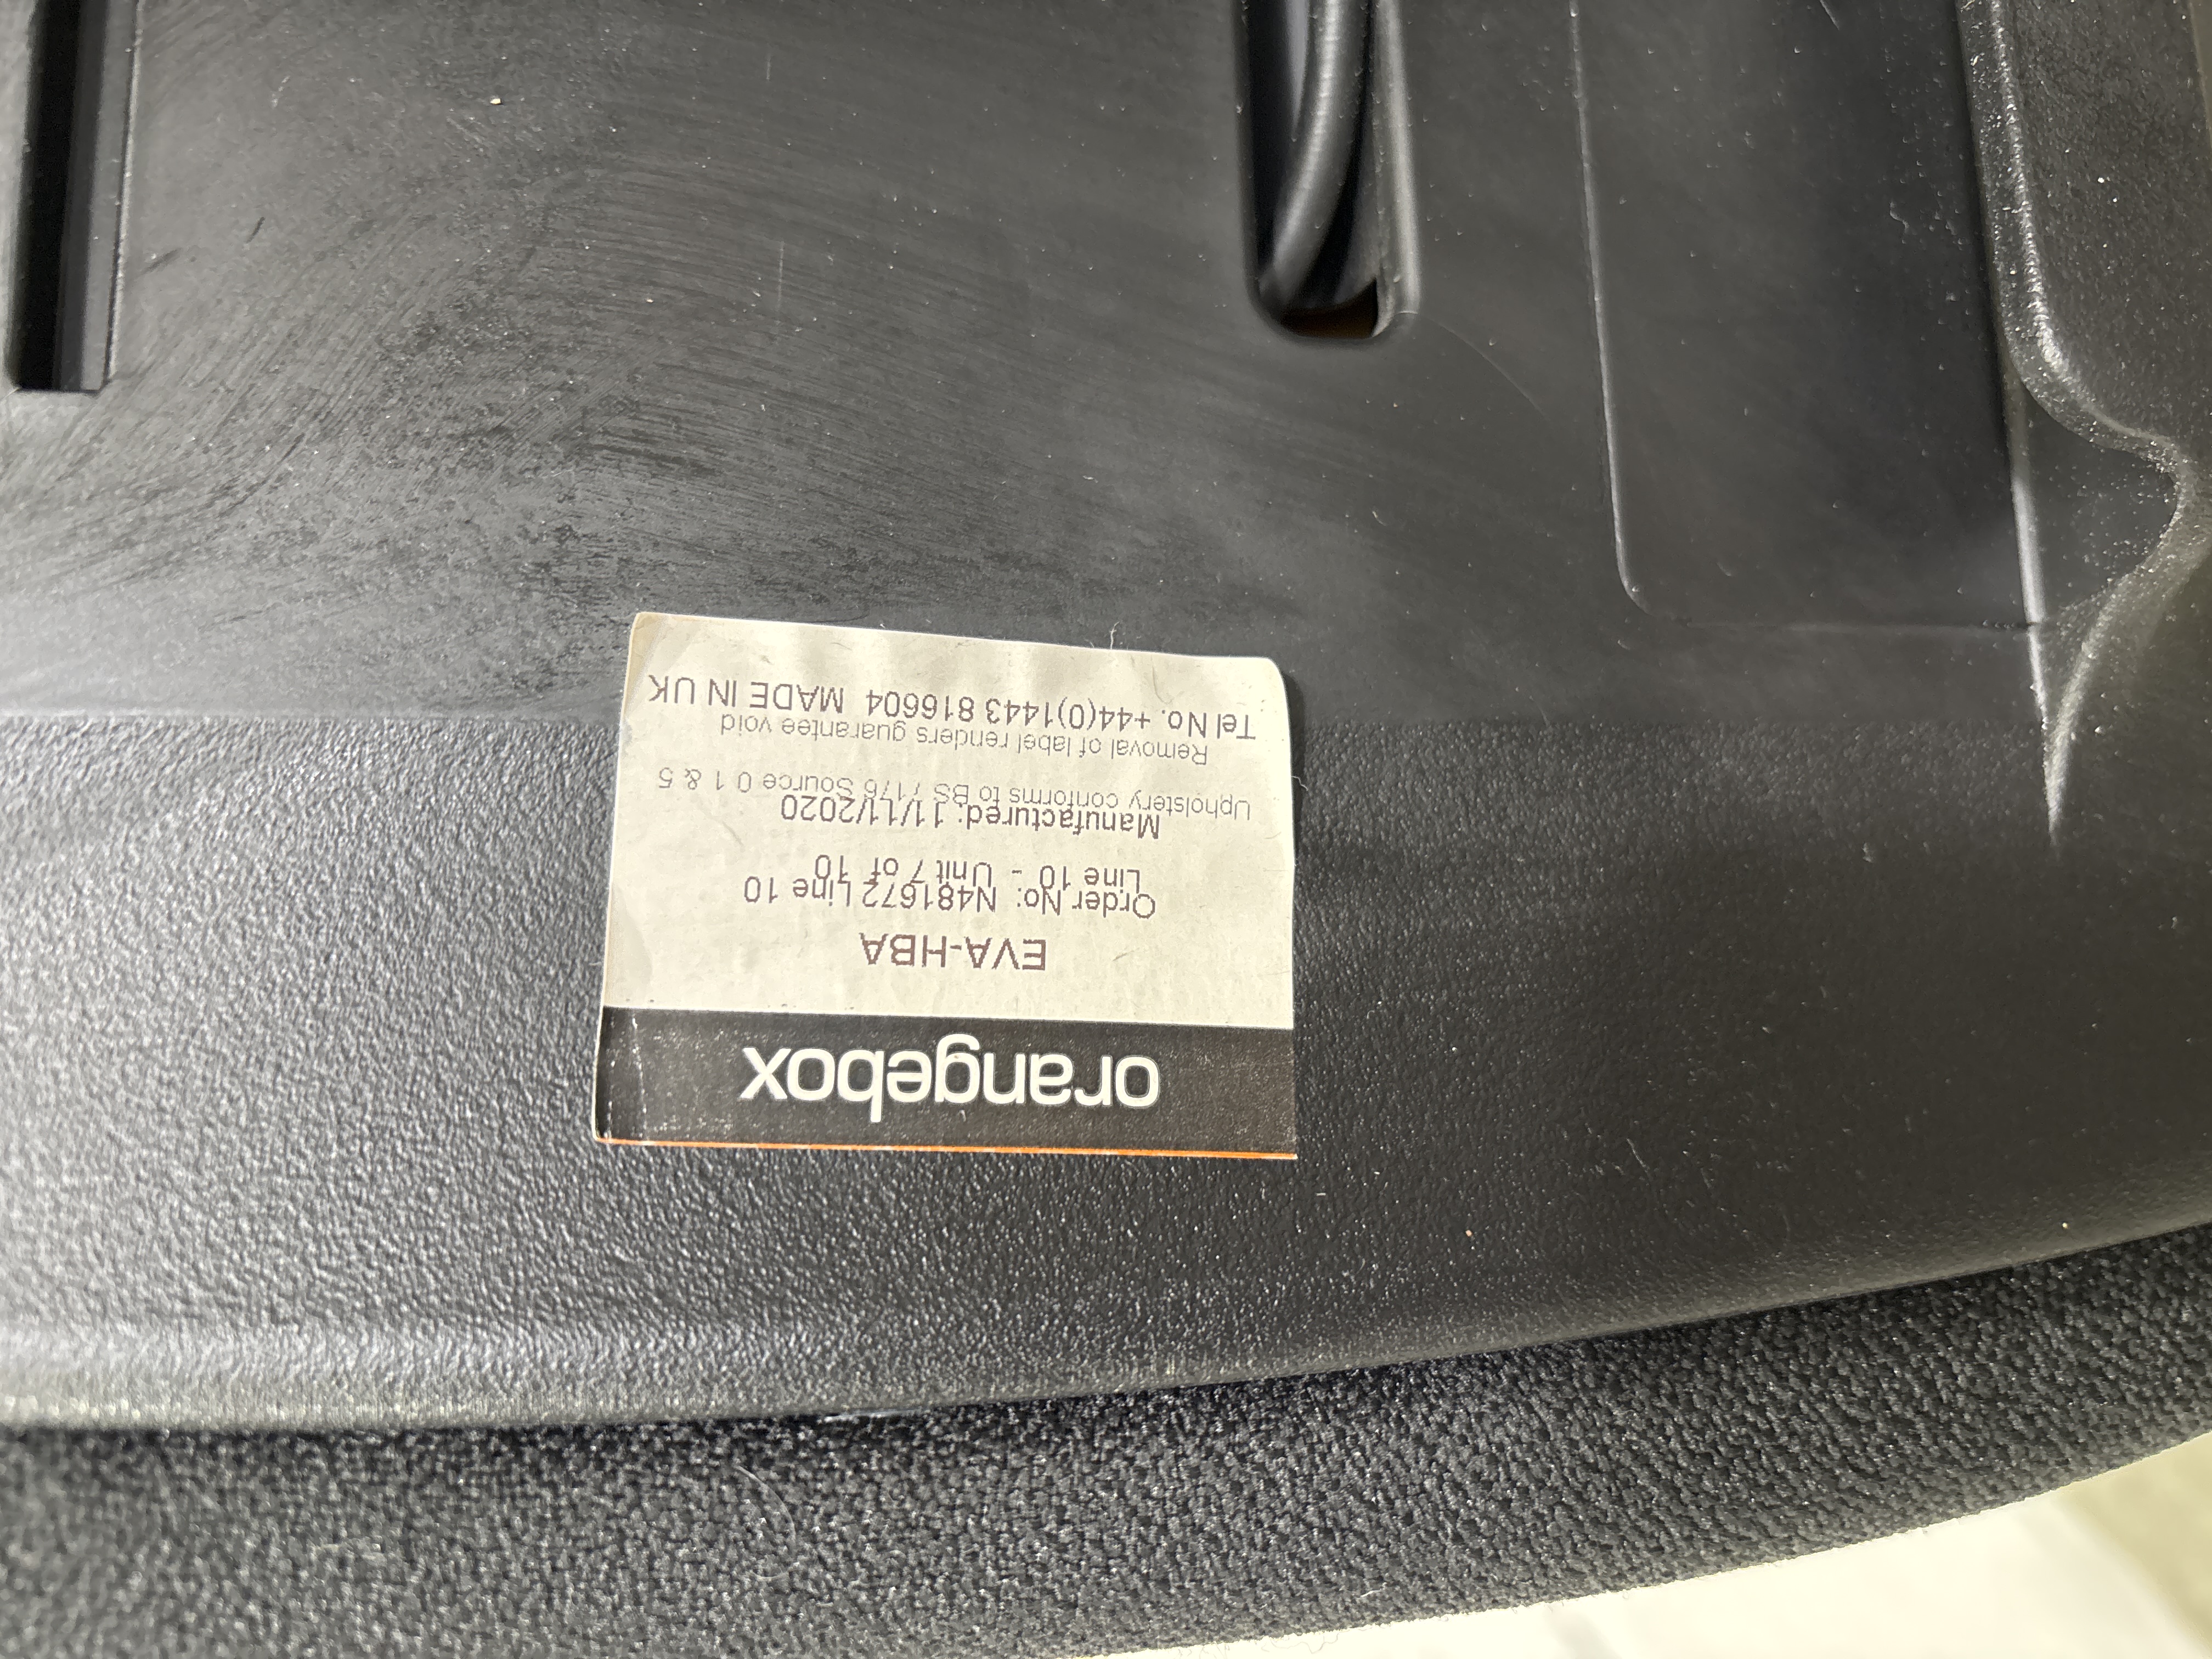 orangebox
EVA-HBA
Order No: N481672 Line 10
Line 10 - Unit 7 of 10
Manufactured: 11/11/2020
Upholstery conforms to BS 7176 Source 0 1 & 5
Removal of label renders guarantee void
Tel No. +44(0)1443 816604 MADE IN UK